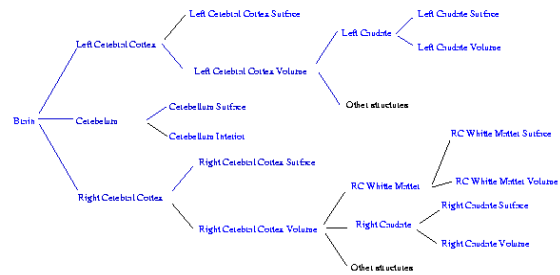 Left Cerebral Cortex Surface
Left Caudate Surface
Left Caudate
Left Cerebral Cortex
Left Caudate Volume
Left Cerebral Cortex Volume
Other structures
Cerebellum Surface
Brain
Cerebellum
Cerebellum Interior
RC White Matter Surface
Right Cerebral Cortex Surface
RC White Matter
RC White Matter Volume
Right Cerebral Cortex
Right Caudate Surface
Right Caudate
Right Cerebral Cortex Volume
Right Caudate Volume
Other structures